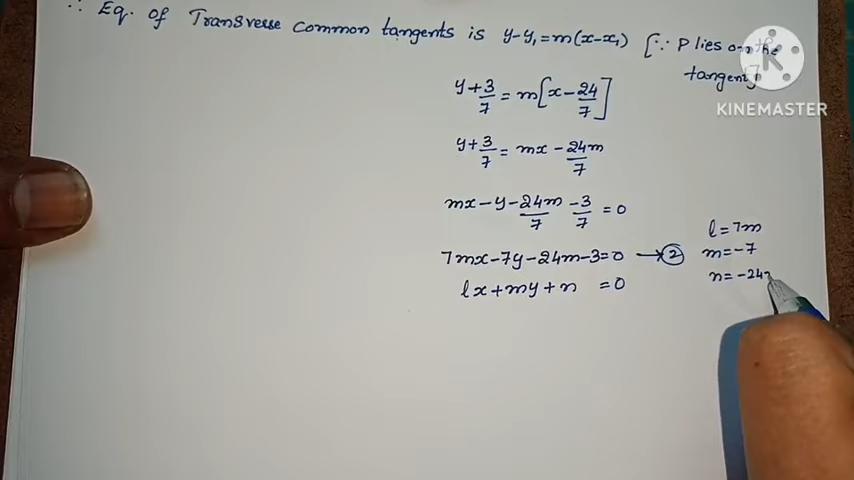 ∴ Eq. of Transverse common tangents is y-y₁=m(x-x₁) [∵ P lies on the
tangent]
y+3/7=m[x-24/7]
y+3/7=mx-24m/7
mx-y-24m/7-3/7=0
7mx-7y-24m-3=0→②
lx+my+n =0
l=7m
m=-7
n=-24
KINEMASTER